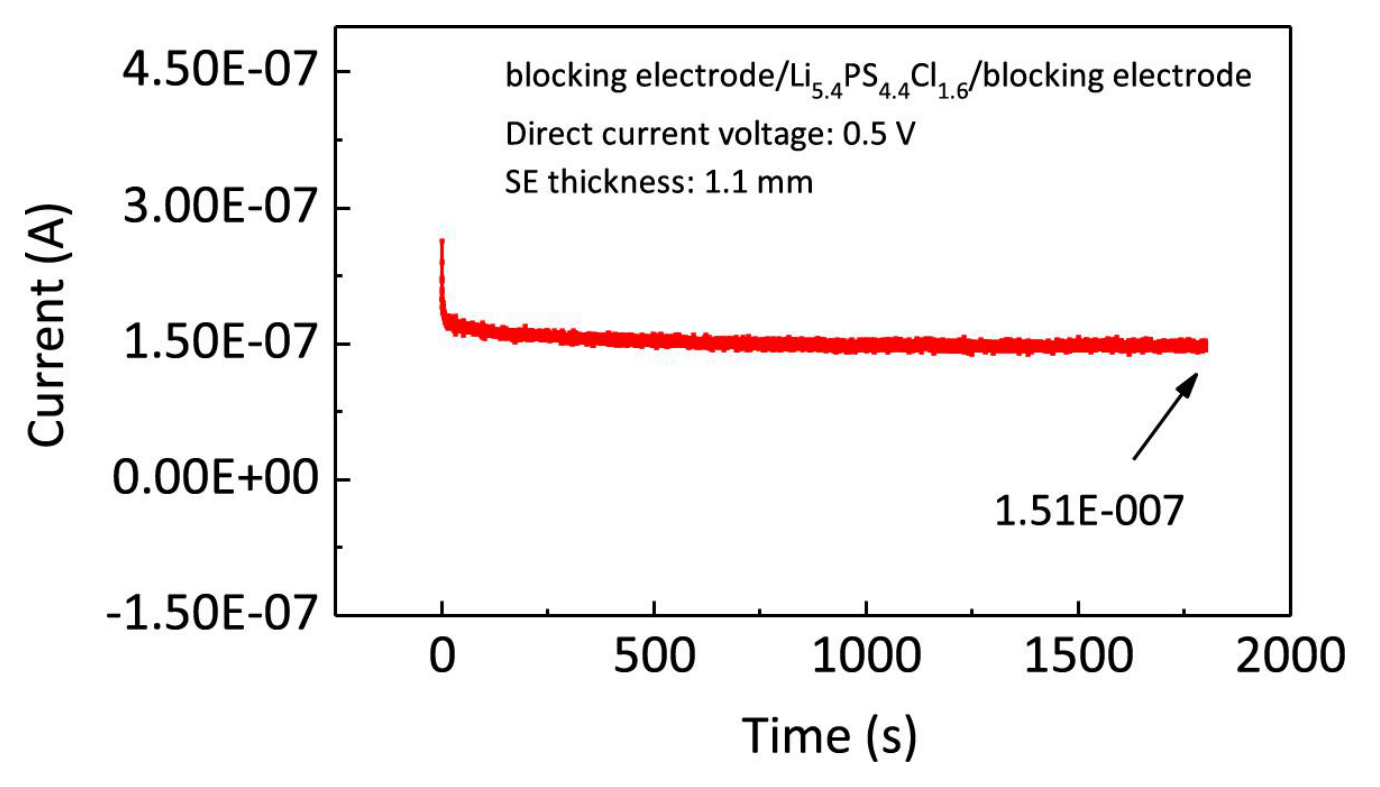 4.50E-07
3.00E-07
1.50E-07
0.00E+00
-1.50E-07
Current (A)
blocking electrode/Li5.4PS4.4Cl1.6/blocking electrode
Direct current voltage: 0.5 V
SE thickness: 1.1 mm
1.51E-007
0 500 1000 1500 2000
Time (s)